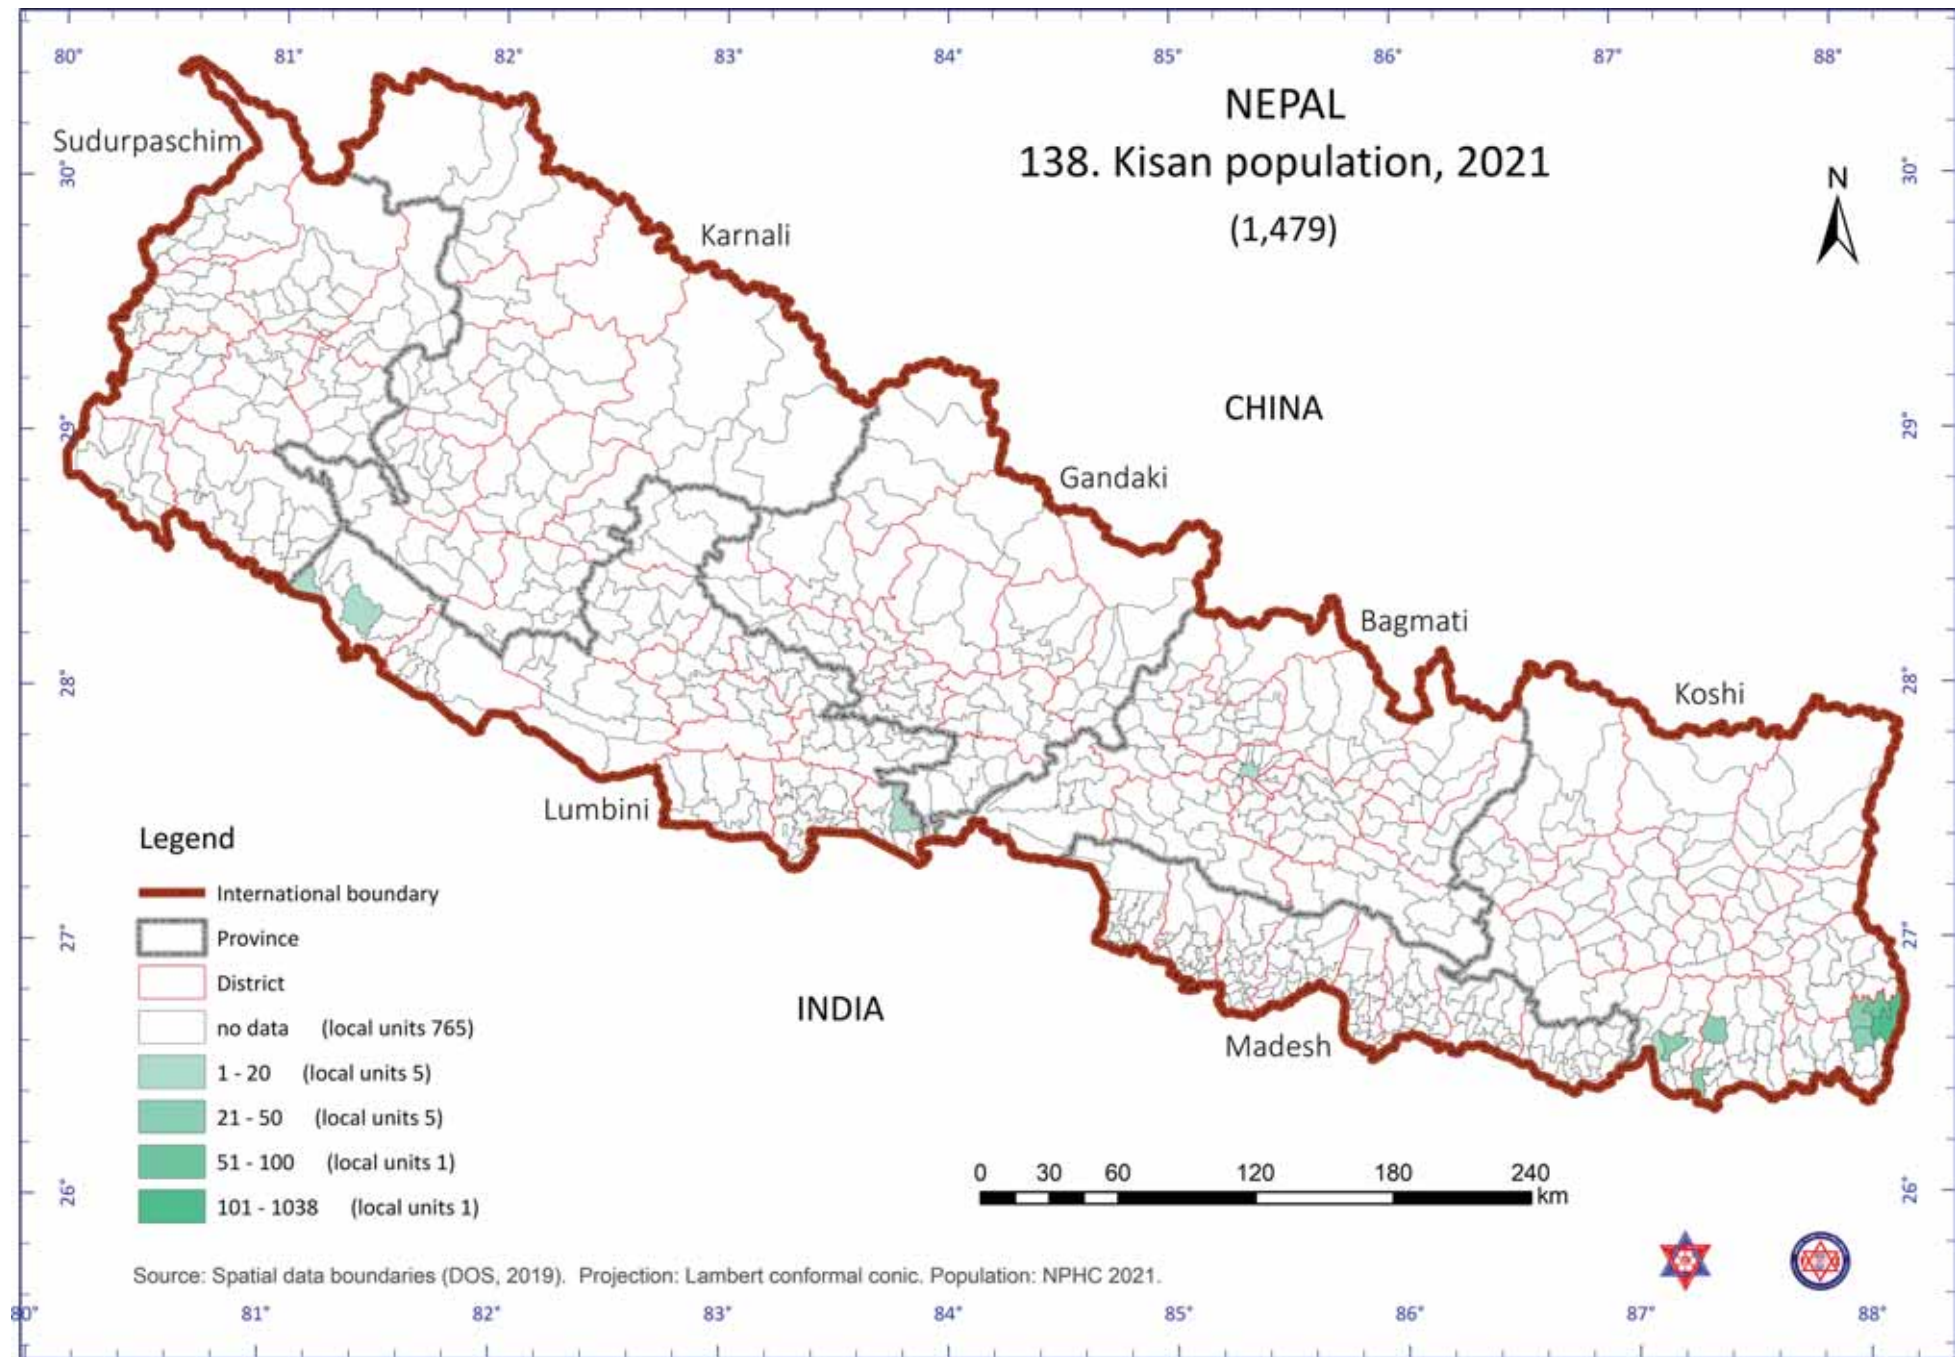 80° 81° 82° 83° 84° 85° 86° 87° 88°
NEPAL
138. Kisan population, 2021
(1,479)
N
Sudurpaschim
30°
30°
Karnali
CHINA
29°
29°
Gandaki
Bagmati
28°
28°
Koshi
Lumbini
Legend
International boundary
Province
District
no data (local units 765)
1 - 20 (local units 5)
21 - 50 (local units 5)
51 - 100 (local units 1)
101 - 1038 (local units 1)
27°
27°
INDIA
Madesh
26°
26°
0 30 60 120 180 240
km
Source: Spatial data boundaries (DOS, 2019). Projection: Lambert conformal conic. Population: NPHC 2021.
80° 81° 82° 83° 84° 85° 86° 87° 88°